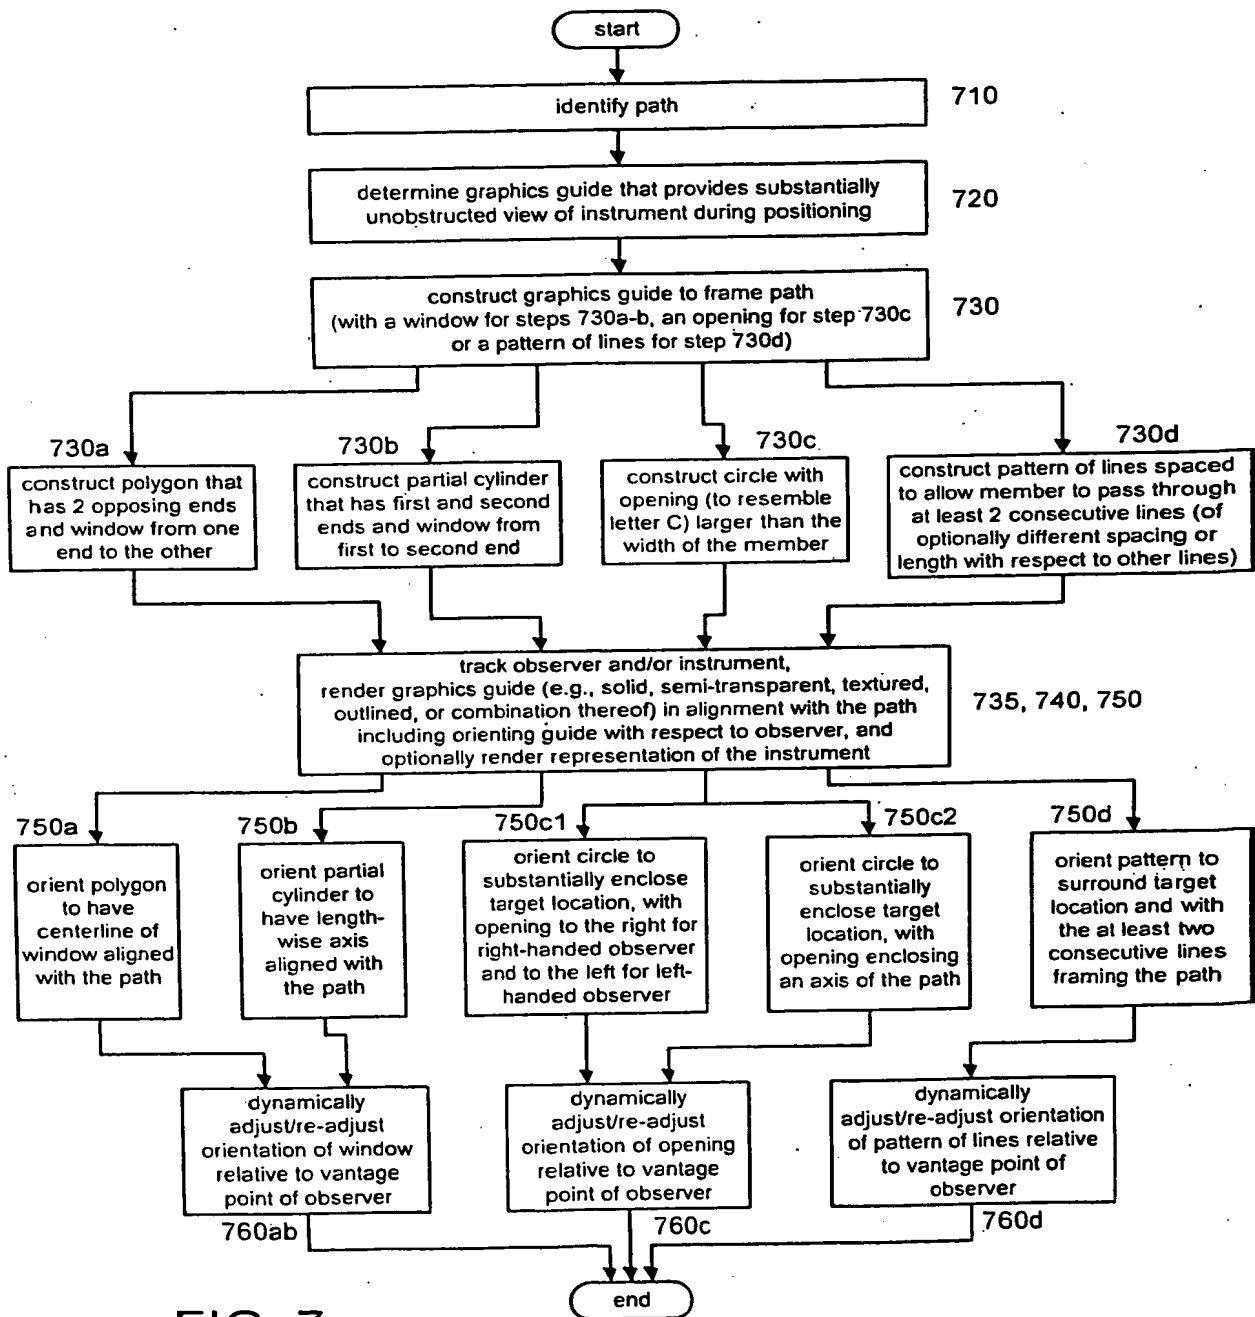 start
identify path
710
determine graphics guide that provides substantially
unobstructed view of instrument during positioning
720
construct graphics guide to frame path
(with a window for steps 730a-b, an opening for step 730c
or a pattern of lines for step 730d)
730
730a
construct polygon that
has 2 opposing ends
and window from one
end to the other
730b
construct partial cylinder
that has first and second
ends and window from
first to second end
730c
construct circle with
opening (to resemble
letter C) larger than the
width of the member
730d
construct pattern of lines spaced
to allow member to pass through
at least 2 consecutive lines (of
optionally different spacing or
length with respect to other lines)
track observer and/or instrument,
render graphics guide (e.g., solid, semi-transparent, textured,
outlined, or combination thereof) in alignment with the path
including orienting guide with respect to observer, and
optionally render representation of the instrument
735, 740, 750
750a
orient polygon
to have
centerline of
window aligned
with the path
750b
orient partial
cylinder to
have length-
wise axis
aligned with
the path
750c1
orient circle to
substantially enclose
target location, with
opening to the right for
right-handed observer
and to the left for left-
handed observer
750c2
orient circle to
substantially
enclose target
location, with
opening enclosing
an axis of the path
750d
orient pattern to
surround target
location and with
the at least two
consecutive lines
framing the path
dynamically
adjust/re-adjust
orientation of window
relative to vantage
point of observer
760ab
dynamically
adjust/re-adjust
orientation of opening
relative to vantage
point of observer
760c
dynamically
adjust/re-adjust orientation
of pattern of lines relative
to vantage point of
observer
760d
end
FIG. 7